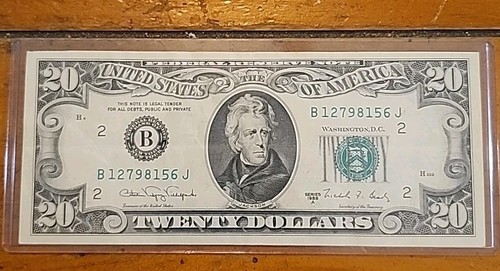 FEDERAL RESERVE NOTE
20 UNITED STATES THE OF AMERICA 20
THIS NOTE IS LEGAL TENDER
FOR ALL DEBTS, PUBLIC AND PRIVATE
B 12798156 J
H
2
B
WASHINGTON, D.C.
2
B 12798156 J
H
2
Treasurer of the United States
JACKSON
SERIES
1988
A
Secretary of the Treasury
2
20 TWENTY DOLLARS 20